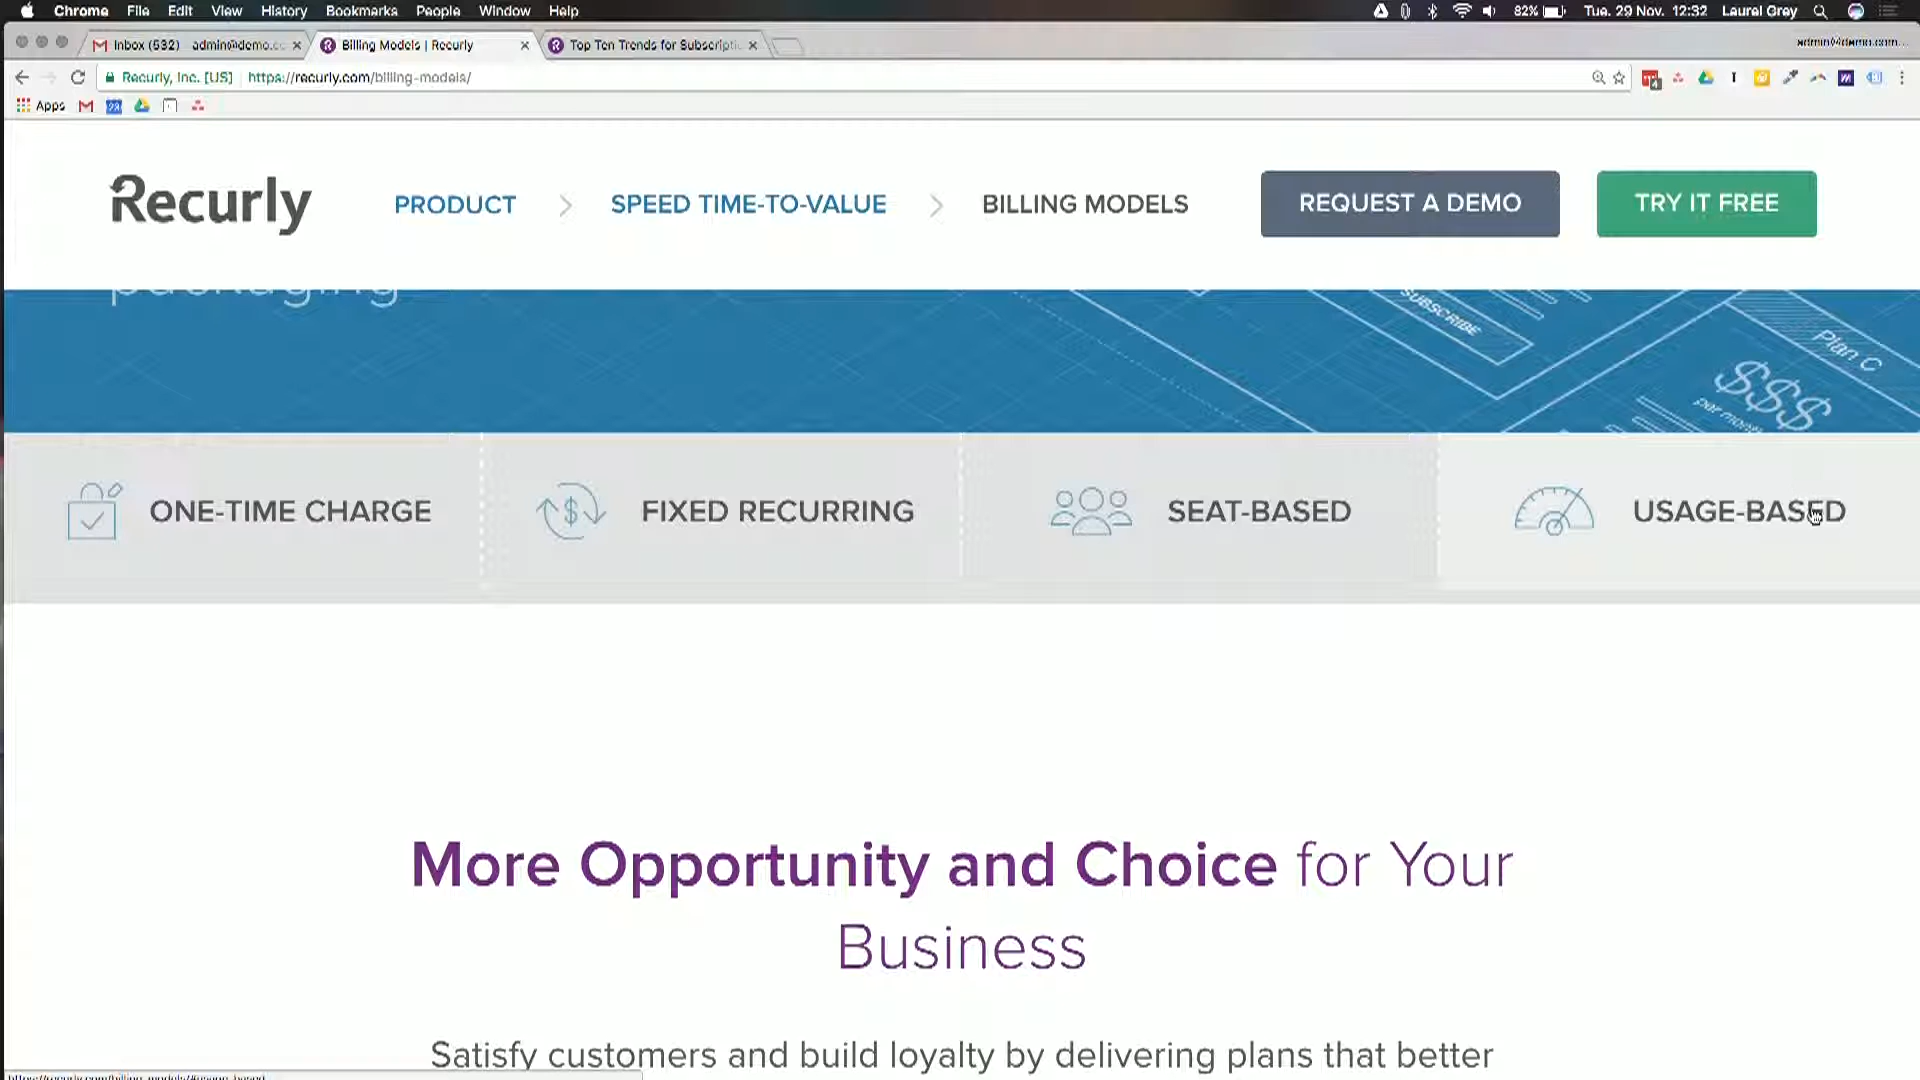 Chrome File Edit View History Bookmarks People Window Help
82% Tue. 29 Nov. 12:32 Laurel Grey
Inbox (532)
Billing Models | Recurly
Top Ten Trends for Subscripti
Recurly, Inc. [US] https://recurly.com/billing-models/
Apps
Recurly
PRODUCT
SPEED TIME-TO-VALUE
BILLING MODELS
REQUEST A DEMO
TRY IT FREE
packaging
SUBSCRIBE
Plan C
$$$
per month
ONE-TIME CHARGE
FIXED RECURRING
SEAT-BASED
USAGE-BASED
More Opportunity and Choice for Your
Business
Satisfy customers and build loyalty by delivering plans that better